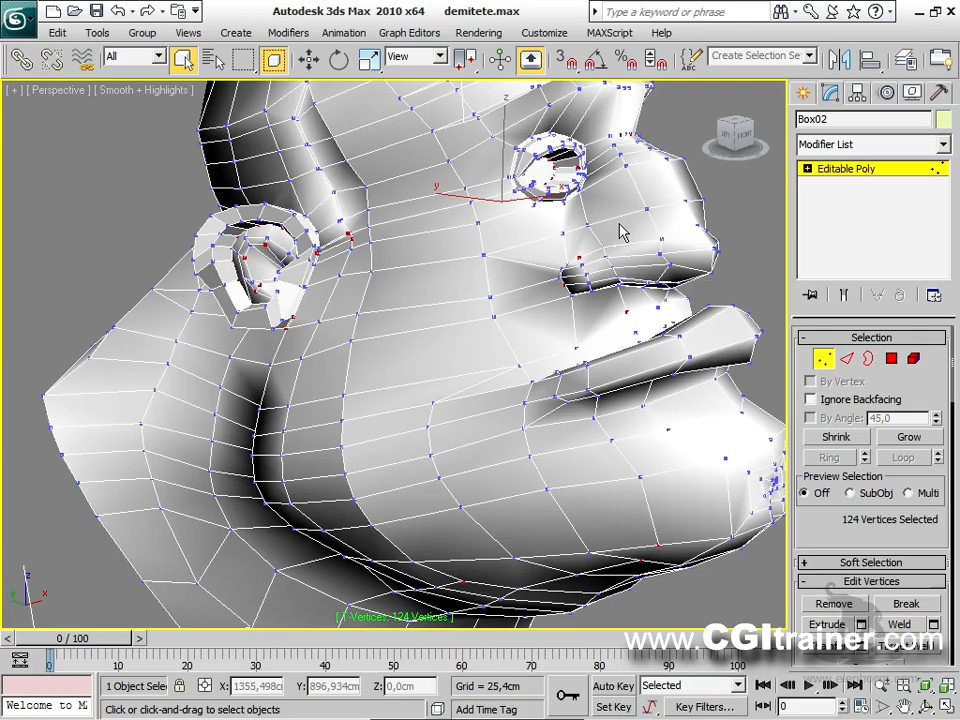 Autodesk 3ds Max 2010 x64 demitete.max
Type a keyword or phrase
Edit Tools Group Views Create Modifiers Animation Graph Editors Rendering Customize MAXScript Help
All
View
Create Selection Se
[ + ] [ Perspective ] [ Smooth + Highlights ]
Box02
Modifier List
Editable Poly
Selection
By Vertex
Ignore Backfacing
By Angle: 45,0
Shrink Grow
Ring Loop
Preview Selection
Off SubObj Multi
124 Vertices Selected
Soft Selection
Edit Vertices
Remove Break
Extrude Weld
[ T-Vertices: 124 Vertices ]
www.CGItrainer.com
0 / 100
0 10 20 30 40 50 60 70 80 90 100
1 Object Selec X: 1355,498c Y: 896,934cm Z: 0,0cm Grid = 25,4cm Auto Key Selected
Welcome to M Click or click-and-drag to select objects Add Time Tag Set Key Key Filters... 0